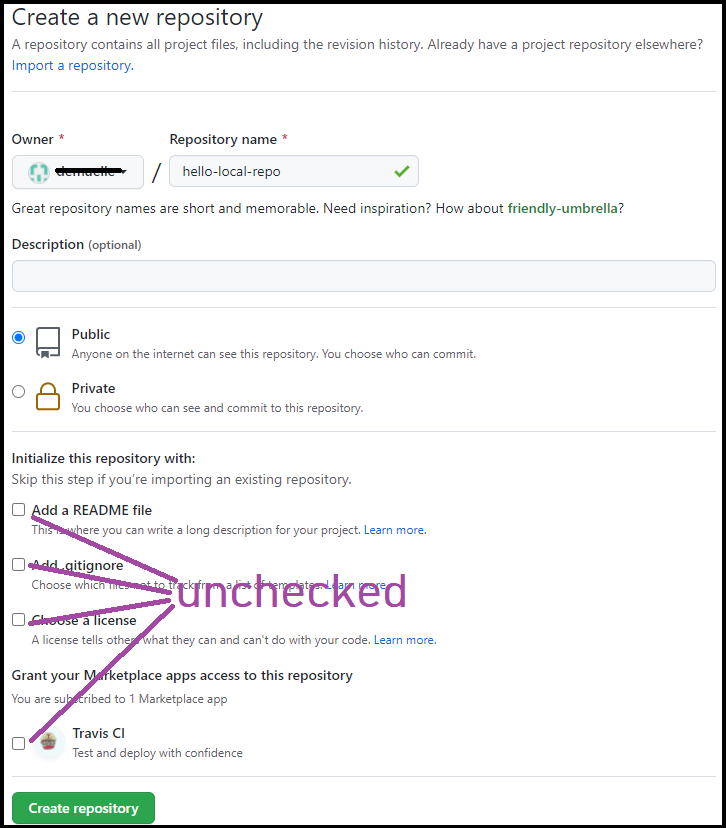 Create a new repository
A repository contains all project files, including the revision history. Already have a project repository elsewhere?
Import a repository.
Owner *
Repository name *
/
hello-local-repo
Great repository names are short and memorable. Need inspiration? How about friendly-umbrella?
Description (optional)
Public
Anyone on the internet can see this repository. You choose who can commit.
Private
You choose who can see and commit to this repository.
Initialize this repository with:
Skip this step if you're importing an existing repository.
Add a README file
This is where you can write a long description for your project. Learn more.
Add .gitignore
Choose which files not to track from a list of templates. Learn more.
unchecked
Choose a license
A license tells others what they can and can't do with your code. Learn more.
Grant your Marketplace apps access to this repository
You are subscribed to 1 Marketplace app
Travis CI
Test and deploy with confidence
Create repository